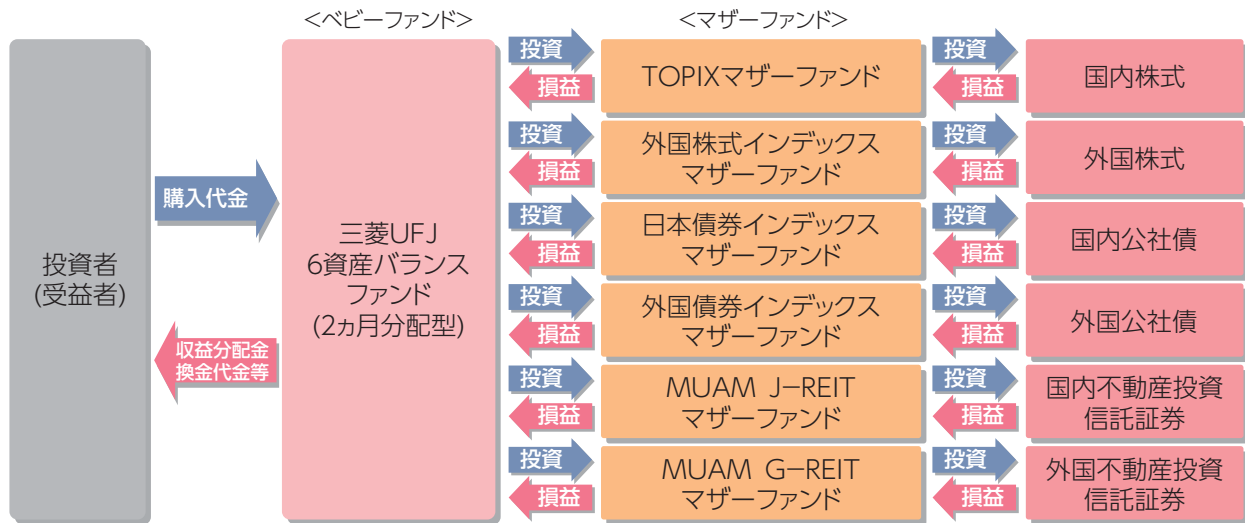 <ベビーファンド>
<マザーファンド>
投資者
(受益者)
購入代金
収益分配金
換金代金等
三菱UFJ
6資産バランス
ファンド
(2ヵ月分配型)
投資
損益
TOPIXマザーファンド
投資
損益
国内株式
投資
損益
外国株式インデックス
マザーファンド
投資
損益
外国株式
投資
損益
日本債券インデックス
マザーファンド
投資
損益
国内公社債
投資
損益
外国債券インデックス
マザーファンド
投資
損益
外国公社債
投資
損益
MUAM J-REIT
マザーファンド
投資
損益
国内不動産投資
信託証券
投資
損益
MUAM G-REIT
マザーファンド
投資
損益
外国不動産投資
信託証券